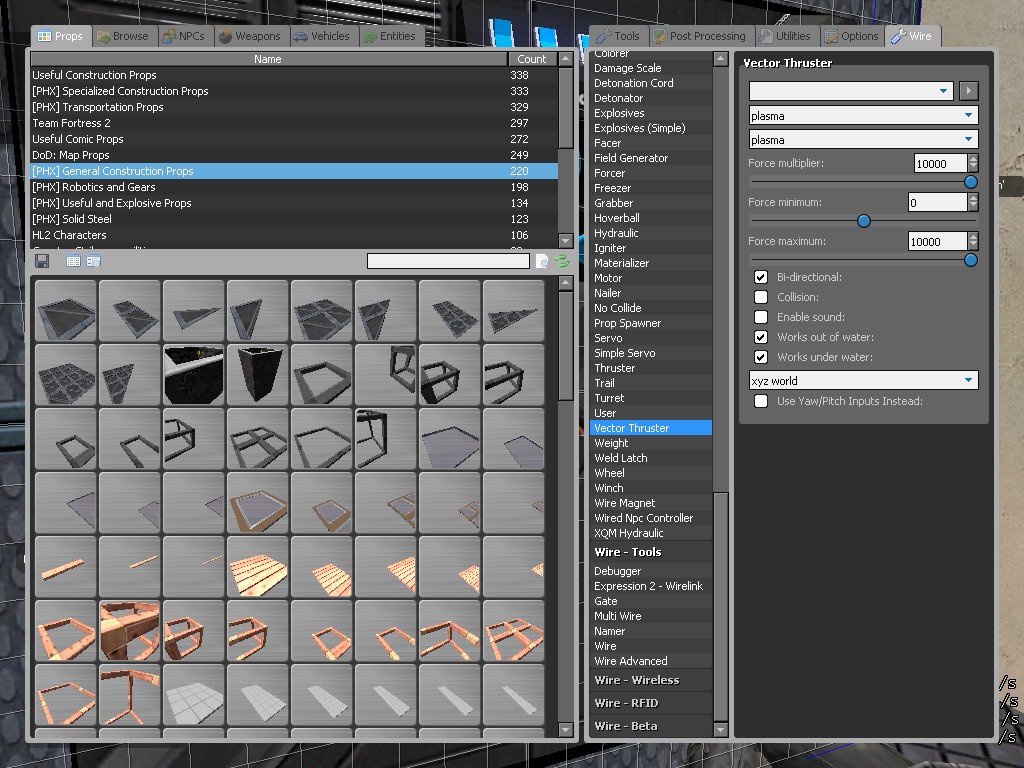 Props Browse NPCs Weapons Vehicles Entities
Name Count
Useful Construction Props 338
[PHX] Specialized Construction Props 333
[PHX] Transportation Props 329
Team Fortress 2 297
Useful Comic Props 272
DoD: Map Props 249
[PHX] General Construction Props 220
[PHX] Robotics and Gears 198
[PHX] Useful and Explosive Props 134
[PHX] Solid Steel 123
HL2 Characters 106
Tools Post Processing Utilities Options Wire
Colorer
Damage Scale
Detonation Cord
Detonator
Explosives
Explosives (Simple)
Facer
Field Generator
Forcer
Freezer
Grabber
Hoverball
Hydraulic
Igniter
Materializer
Motor
Nailer
No Collide
Prop Spawner
Servo
Simple Servo
Thruster
Trail
Turret
User
Vector Thruster
Weight
Weld Latch
Wheel
Winch
Wire Magnet
Wired Npc Controller
XQM Hydraulic
Wire - Tools
Debugger
Expression 2 - Wirelink
Gate
Multi Wire
Namer
Wire
Wire Advanced
Wire - Wireless
Wire - RFID
Wire - Beta
Vector Thruster
plasma
plasma
Force multiplier: 10000
Force minimum: 0
Force maximum: 10000
Bi-directional:
Collision:
Enable sound:
Works out of water:
Works under water:
xyz world
Use Yaw/Pitch Inputs Instead:
/s
/s
/s
/s